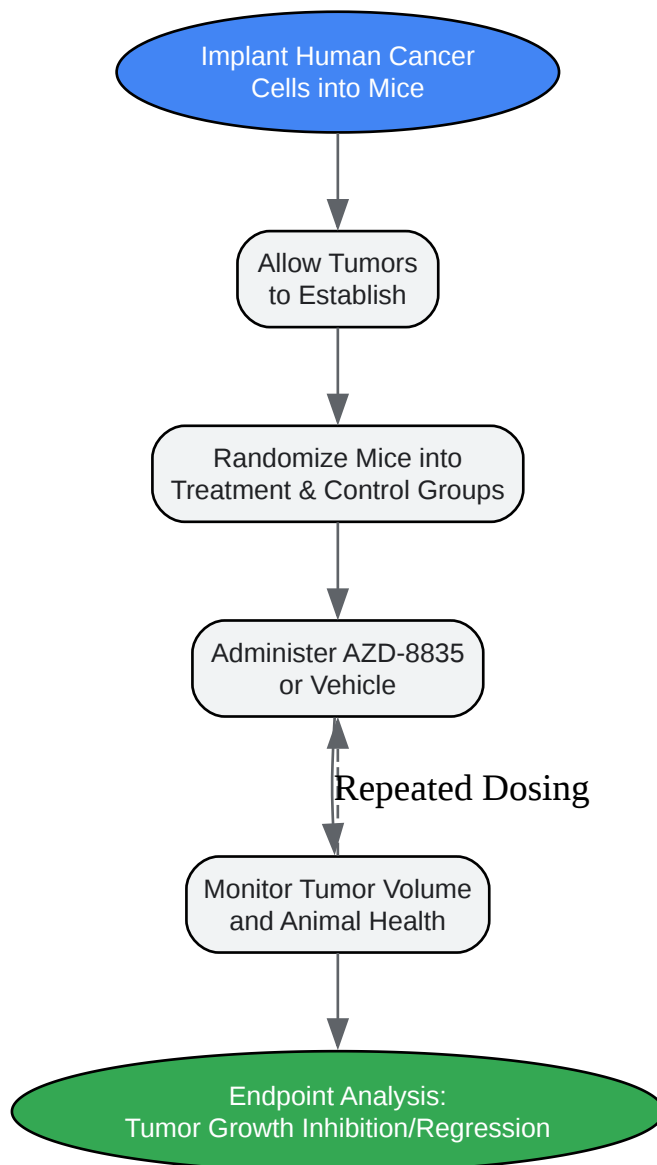 Implant Human Cancer
Cells into Mice
Allow Tumors
to Establish
Randomize Mice into
Treatment & Control Groups
Administer AZD-8835
or Vehicle
Repeated Dosing
Monitor Tumor Volume
and Animal Health
Endpoint Analysis:
Tumor Growth Inhibition/Regression